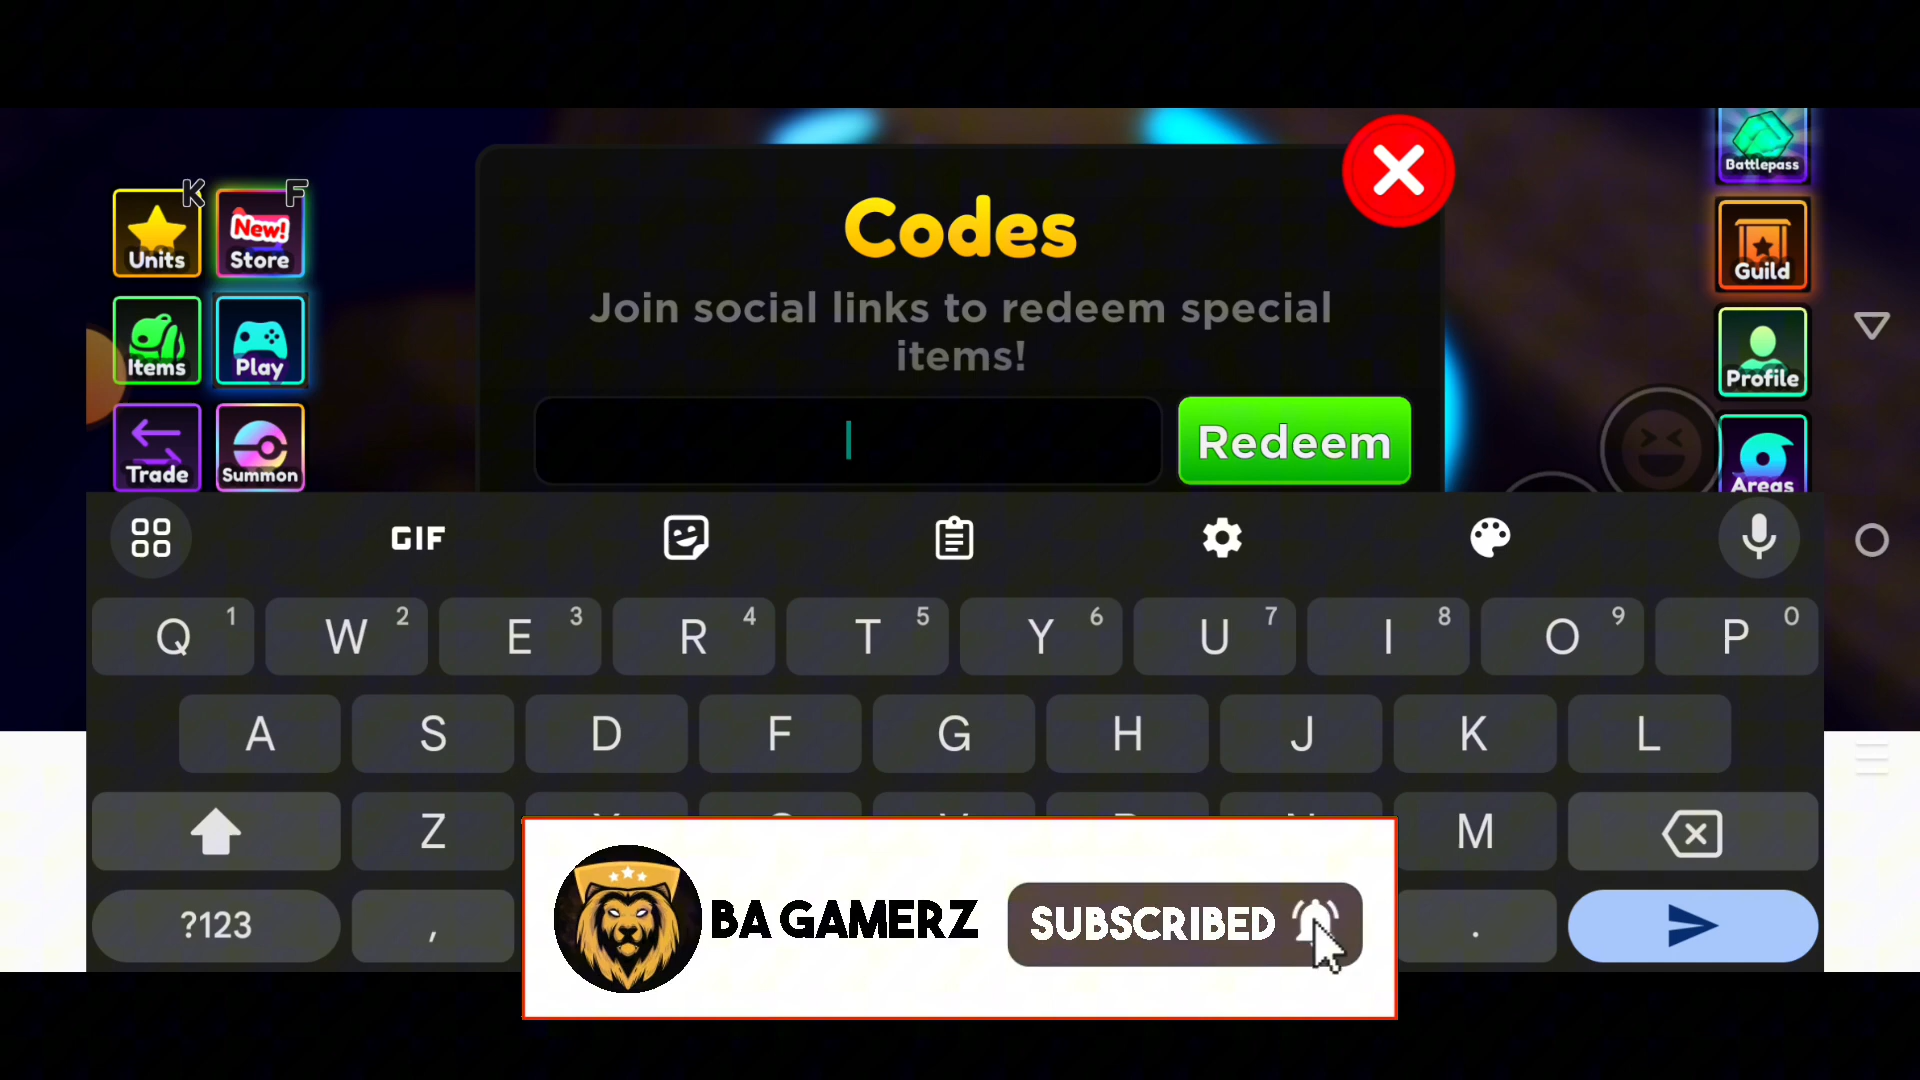 Battlepass
K
F
Units
New!
Store
Codes
Guild
Join social links to redeem special
items!
Items
Play
Profile
Redeem
Trade
Summon
Areas
GIF
Q 1 W 2 E 3 R 4 T 5 Y 6 U 7 I 8 O 9 P 0
A S D F G H J K L
Z M
BA GAMERZ
SUBSCRIBED
?123 , .